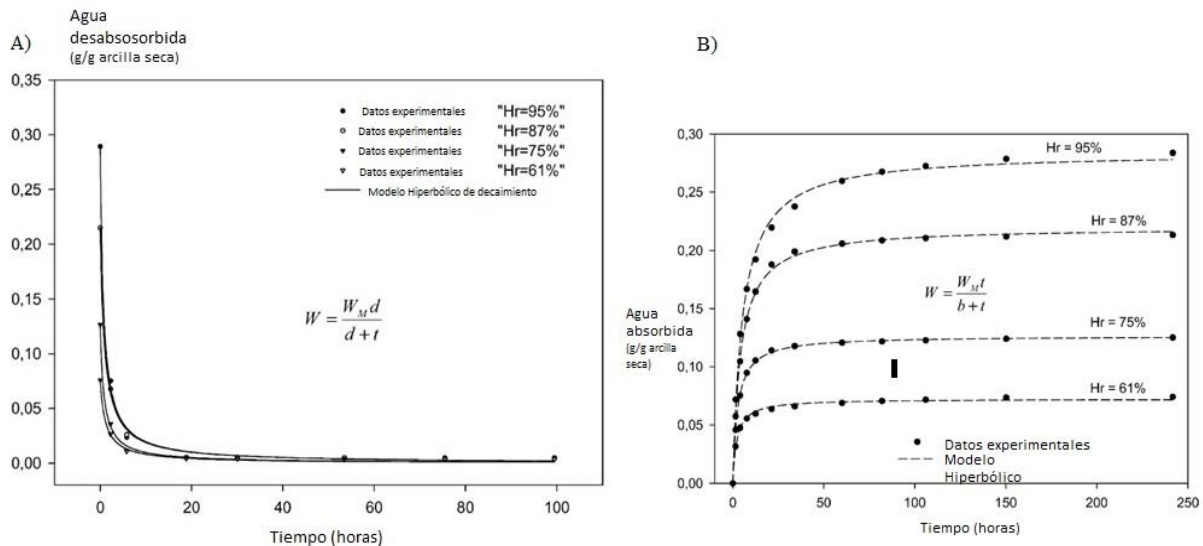 A)
Agua
desabsosorbida
(g/g arcilla seca)
0,35
0,30
0,25
0,20
0,15
0,10
0,05
0,00
Datos experimentales "Hr=95%"
Datos experimentales "Hr=87%"
Datos experimentales "Hr=75%"
Datos experimentales "Hr=61%"
Modelo Hiperbólico de decaimiento
W = W_M d / d + t
0 20 40 60 80 100
Tiempo (horas)
B)
0,30
0,25
0,20
0,15
0,10
0,05
0,00
Agua
absorbida
(g/g arcilla
seca)
Hr = 95%
Hr = 87%
W = W_M t / b + t
Hr = 75%
Hr = 61%
Datos experimentales
Modelo
Hiperbólico
0 50 100 150 200 250
Tiempo (horas)